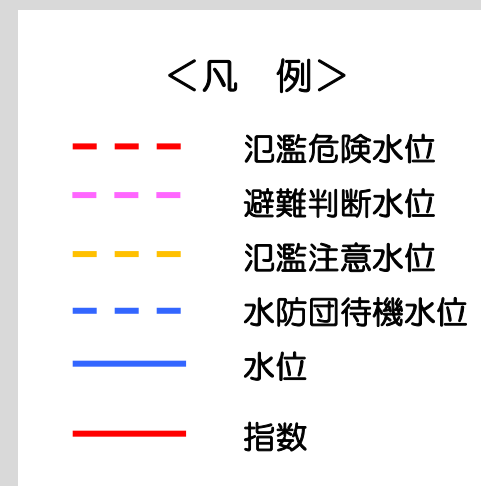 ＜凡　例＞
氾濫危険水位
避難判断水位
氾濫注意水位
水防団待機水位
水位
指数